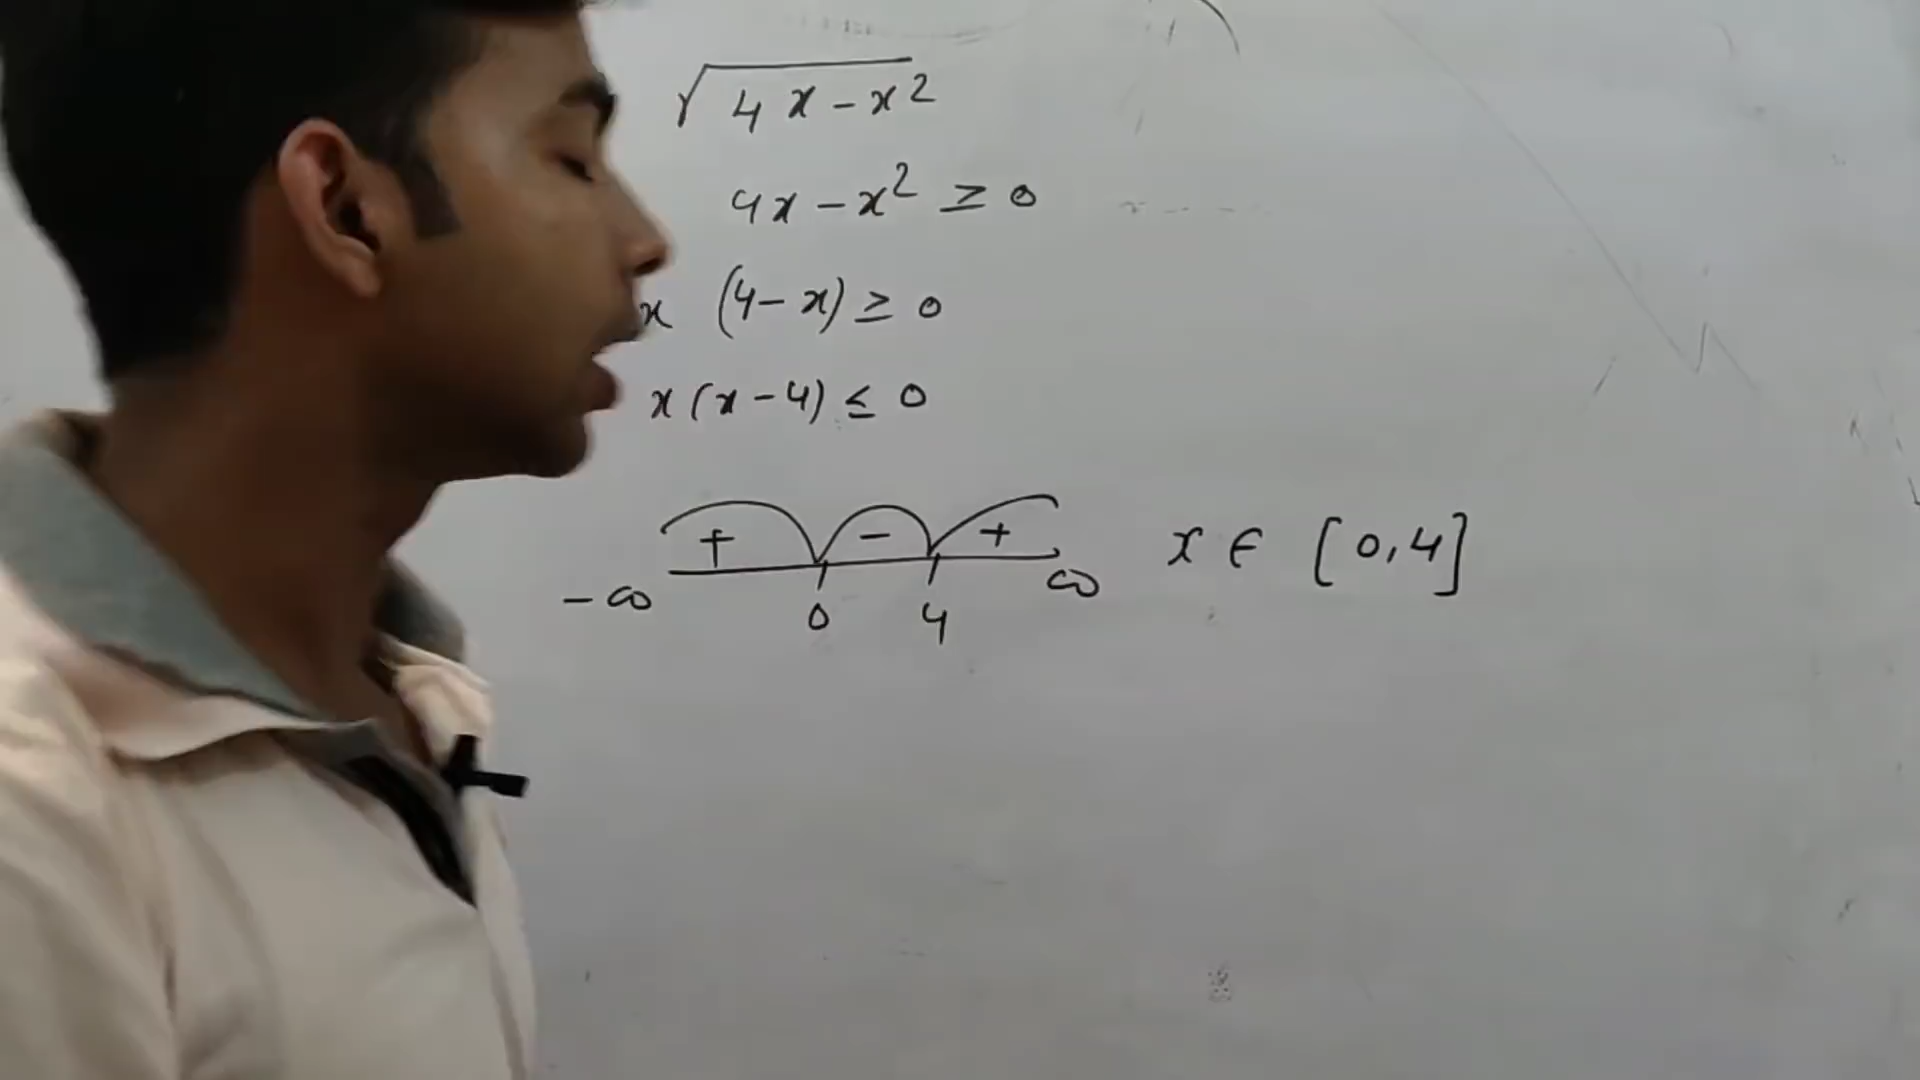 √4x-x²
4x-x² ≥ 0
x (4-x) ≥ 0
x(x-4) ≤ 0
+ - +
-∞ 0 4 ∞
x ∈ [0,4]